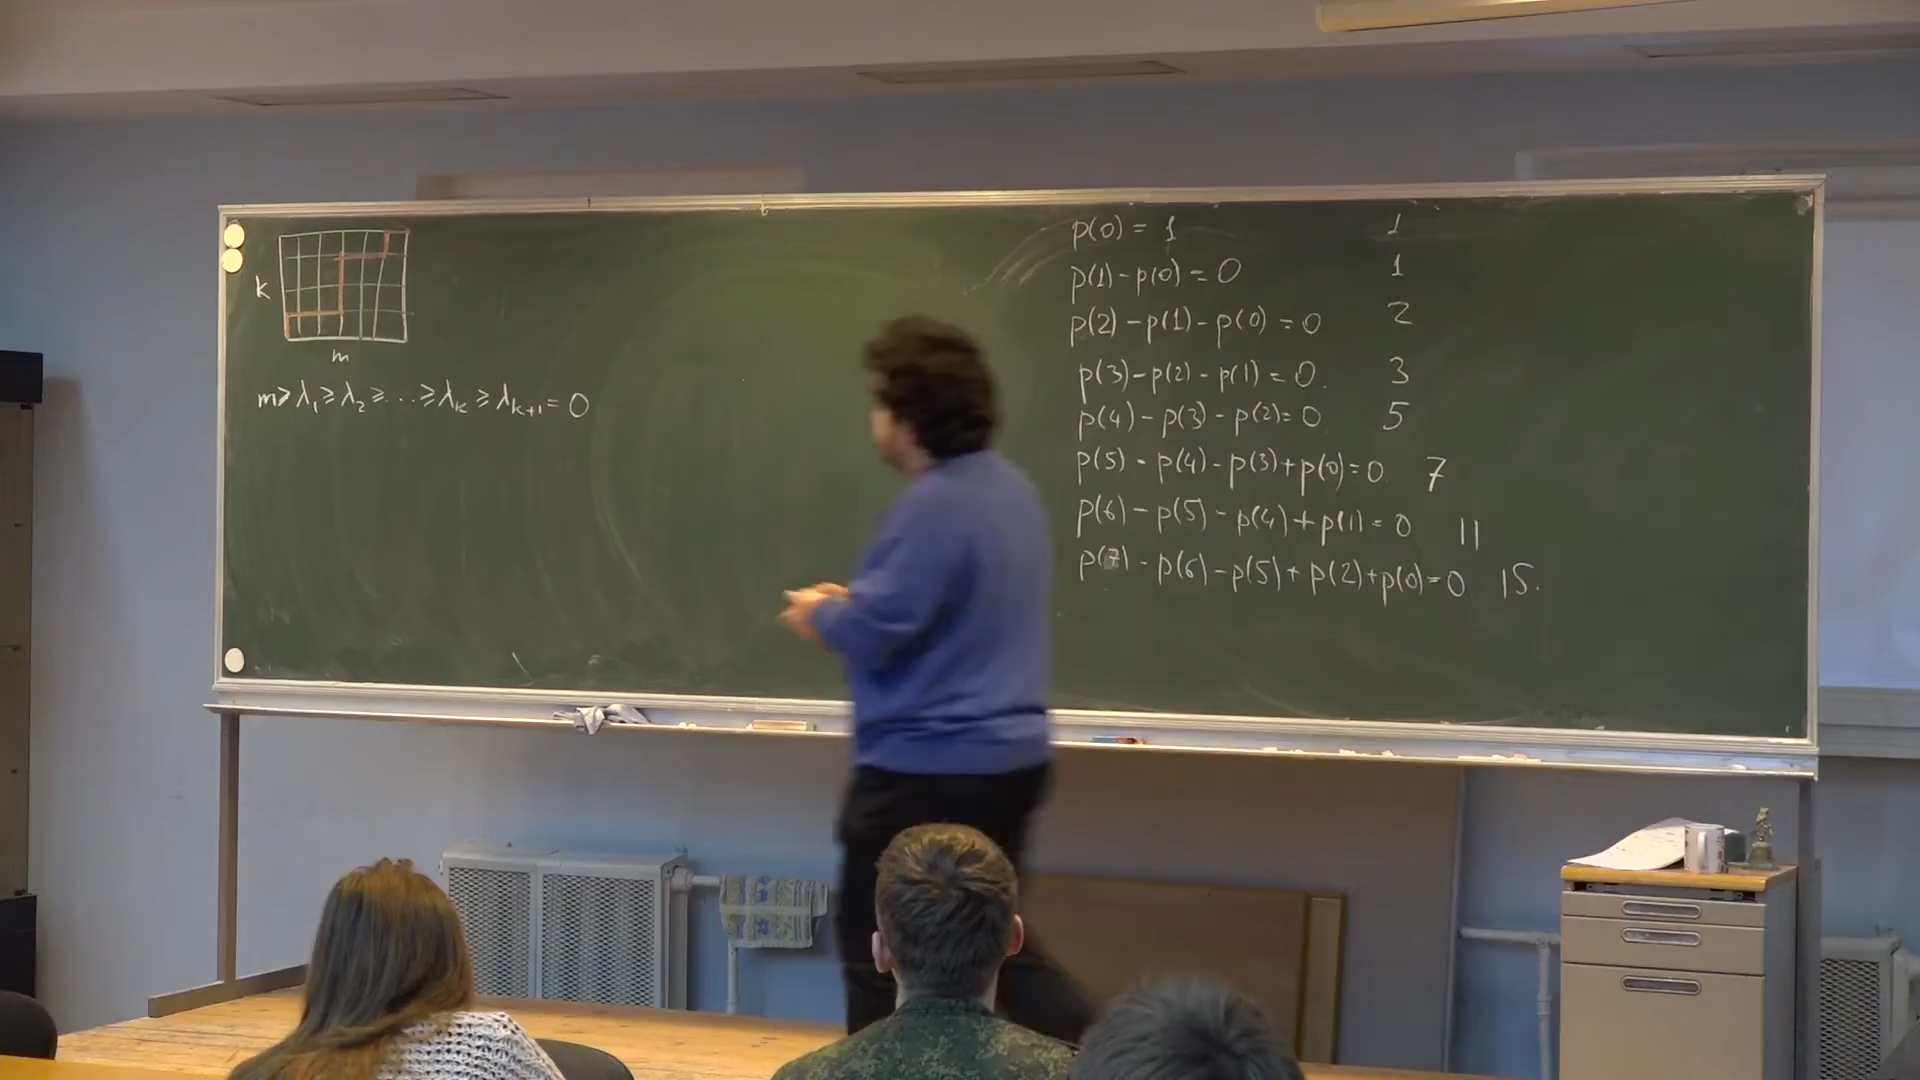 k
m
m ≥ λ₁ ≥ λ₂ ≥ ... ≥ λₖ ≥ λₖ₊₁ = 0
p(0) = 1 1
p(1) - p(0) = 0 1
p(2) - p(1) - p(0) = 0 2
p(3) - p(2) - p(1) = 0. 3
p(4) - p(3) - p(2) = 0 5
p(5) - p(4) - p(3) + p(0) = 0 7
p(6) - p(5) - p(4) + p(1) = 0 11
p(7) - p(6) - p(5) + p(2) + p(0) = 0 15.